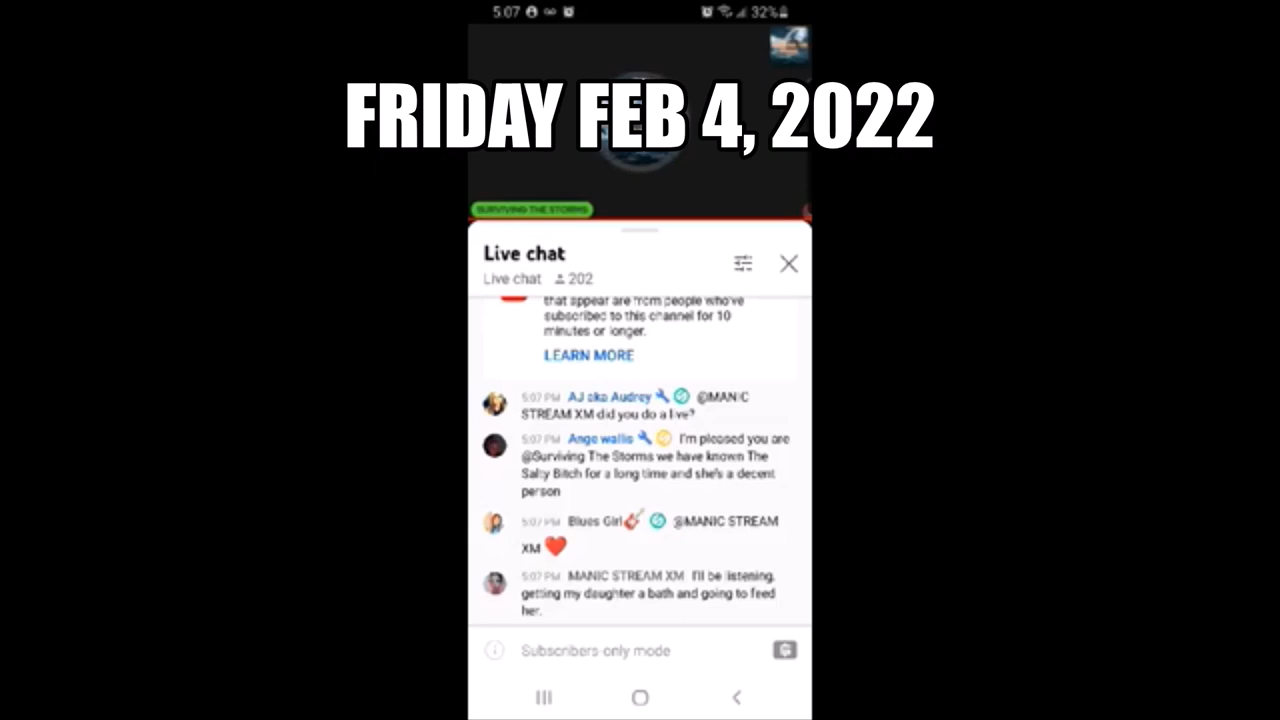 5:07 32%
FRIDAY FEB 4, 2022
SURVIVING THE STORMS
Live chat
Live chat 202
that appear are from people who've
subscribed to this channel for 10
minutes or longer.
LEARN MORE
5:07 PM AJ aka Audrey @MANIC
STREAM XM did you do a live?
5:07 PM Ange wallis I'm pleased you are
@Surviving The Storms we have known The
Salty Bitch for a long time and she's a decent
person
5:07 PM Blues Girl @MANIC STREAM
XM
5:07 PM MANIC STREAM XM I'll be listening,
getting my daughter a bath and going to feed
her.
Subscribers-only mode